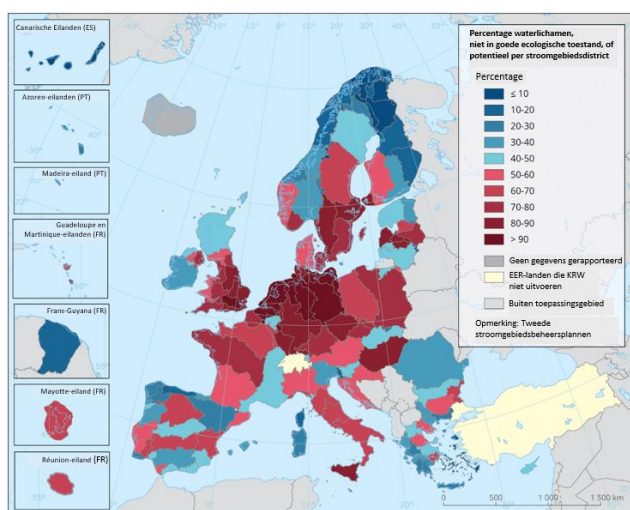 Canarische Eilanden (ES)
Azoren-eilanden (PT)
Madeira-eiland (PT)
Guadeloupe en
Martinique-eilanden (FR)
Frans-Guyana (FR)
Mayotte-eiland (FR)
Réunion-eiland (FR)
Percentage waterlichamen,
niet in goede ecologische toestand, of
potentieel per stroomgebiedsdistrict
Percentage
≤ 10
10-20
20-30
30-40
40-50
50-60
60-70
70-80
80-90
> 90
Geen gegevens gerapporteerd
EER-landen die KRW
niet uitvoeren
Buiten toepassingsgebied
Opmerking: Tweede
stroomgebiedsbeheersplannen
0 500 1 000 1 500 km